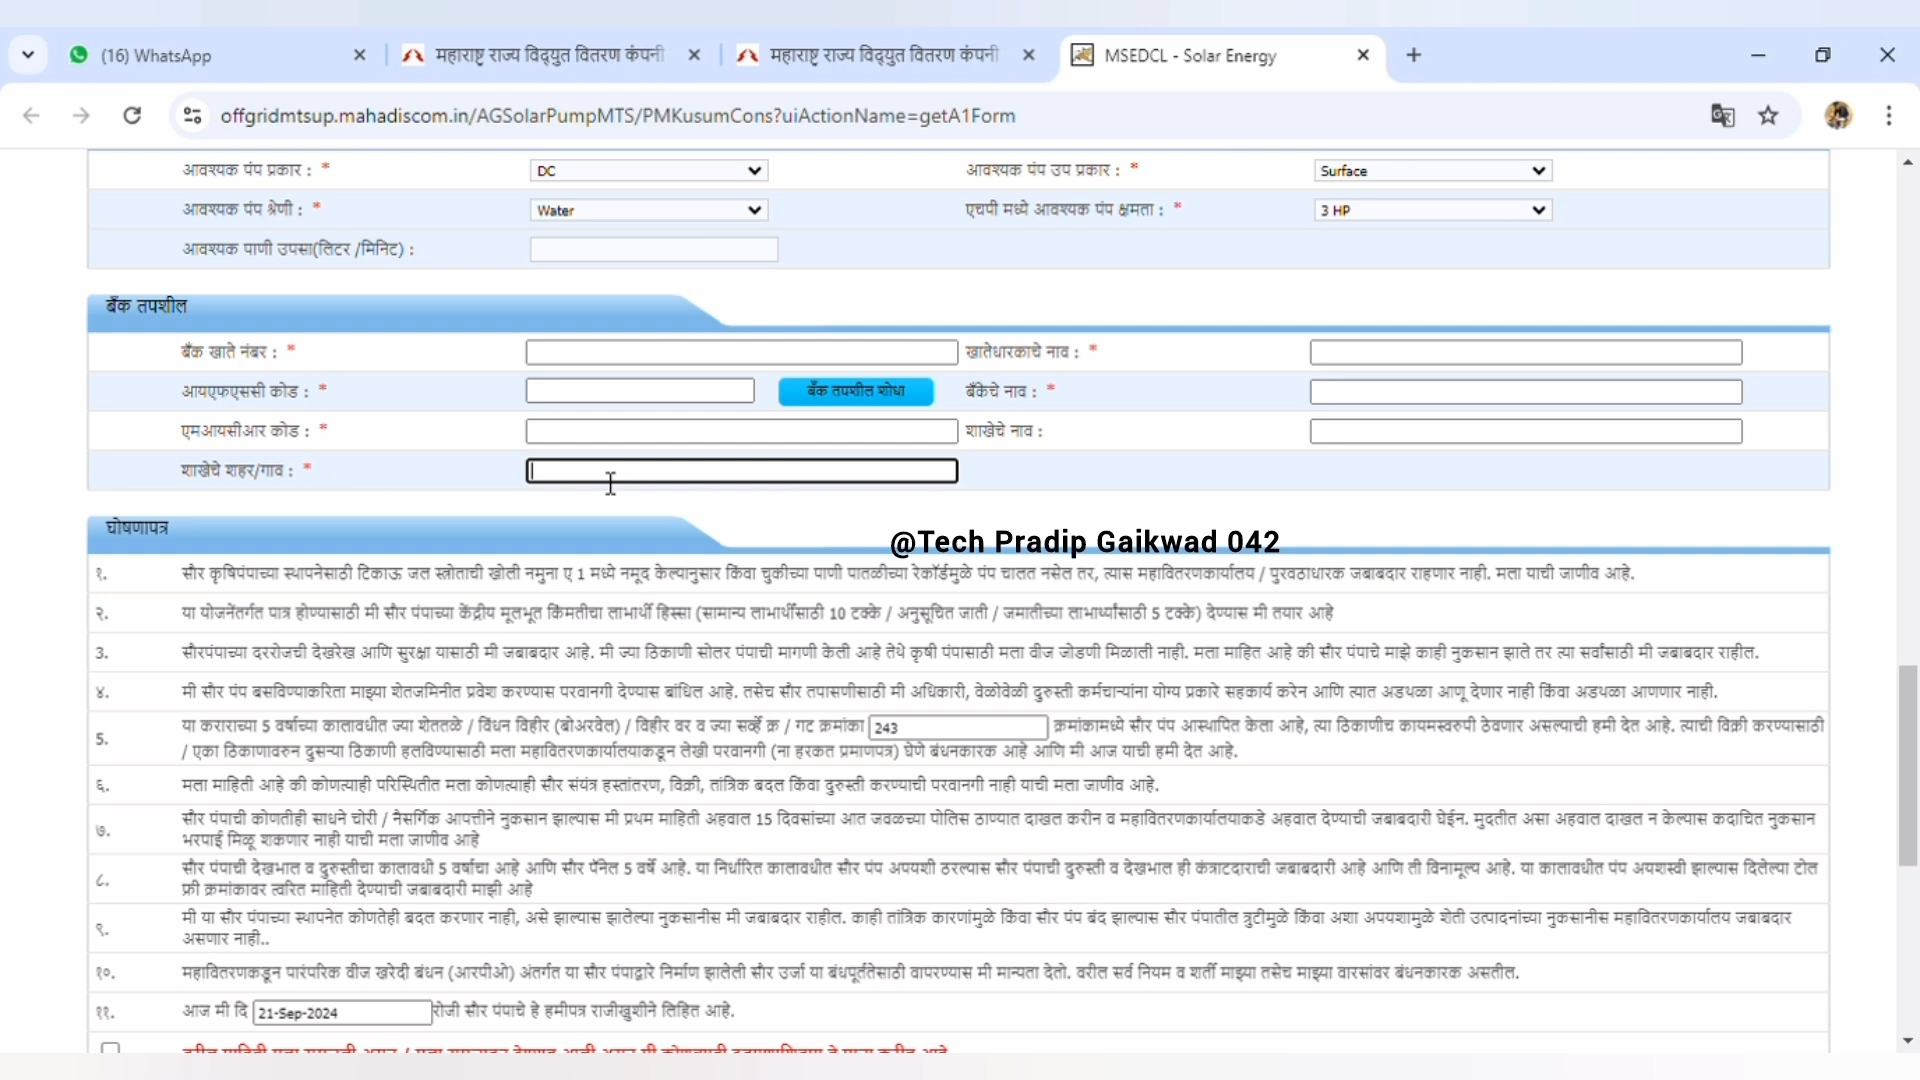 (16) WhatsApp
महाराष्ट्र राज्य विद्युत वितरण कंपनी
महाराष्ट्र राज्य विद्युत वितरण कंपनी
MSEDCL - Solar Energy
offgridmtsup.mahadiscom.in/AGSolarPumpMTS/PMKusumCons?uiActionName=getA1Form
आवश्यक पंप प्रकार : * DC आवश्यक पंप उप प्रकार : * Surface
आवश्यक पंप श्रेणी : * Water एचपी मध्ये आवश्यक पंप क्षमता : * 3 HP
आवश्यक पाणी उपसा(लिटर /मिनिट) :
बँक तपशील
बँक खाते नंबर : * खातेधारकाचे नाव : *
आयएफएससी कोड : * बँक तपशील शोधा बँकेचे नाव : *
एमआयसीआर कोड : * शाखेचे नाव :
शाखेचे शहर/गाव : *
घोषणापत्र
@Tech Pradip Gaikwad 042
१. सौर कृषिपंपाच्या स्थापनेसाठी टिकाऊ जल स्त्रोताची खोली नमुना ए 1 मध्ये नमूद केल्यानुसार किंवा चुकीच्या पाणी पातळीच्या रेकॉर्डमुळे पंप चालत नसेल तर, त्यास महावितरणकार्यालय / पुरवठाधारक जबाबदार राहणार नाही. मला याची जाणीव आहे.
२. या योजनेंतर्गत पात्र होण्यासाठी मी सौर पंपाच्या केंद्रीय मूलभूत किंमतीचा लाभार्थी हिस्सा (सामान्य लाभार्थींसाठी 10 टक्के / अनुसूचित जाती / जमातीच्या लाभार्थ्यांसाठी 5 टक्के) देण्यास मी तयार आहे
3. सौरपंपाच्या दररोजची देखरेख आणि सुरक्षा यासाठी मी जबाबदार आहे. मी ज्या ठिकाणी सोलर पंपाची मागणी केली आहे तेथे कृषी पंपासाठी मला वीज जोडणी मिळाली नाही. मला माहित आहे की सौर पंपाचे माझे काही नुकसान झाले तर त्या सर्वांसाठी मी जबाबदार राहील.
४. मी सौर पंप बसविण्याकरिता माझ्या शेतजमिनीत प्रवेश करण्यास परवानगी देण्यास बांधिल आहे. तसेच सौर तपासणीसाठी मी अधिकारी, वेळोवेळी दुरुस्ती कर्मचाऱ्यांना योग्य प्रकारे सहकार्य करेन आणि त्यात अडथळा आणू देणार नाही किंवा अडथळा आणणार नाही.
5. या कराराच्या 5 वर्षाच्या कालावधीत ज्या शेततळे / विंधन विहीर (बोअरवेल) / विहीर वर व ज्या सर्व्हे क्र / गट क्रमांका 243 क्रमांकामध्ये सौर पंप आस्थापित केला आहे, त्या ठिकाणीच कायमस्वरुपी ठेवणार असल्याची हमी देत आहे. त्याची विक्री करण्यासाठी
/ एका ठिकाणावरुन दुसऱ्या ठिकाणी हलविण्यासाठी मला महावितरणकार्यालयाकडून लेखी परवानगी (ना हरकत प्रमाणपत्र) घेणे बंधनकारक आहे आणि मी आज याची हमी देत आहे.
६. मला माहिती आहे की कोणत्याही परिस्थितीत मला कोणत्याही सौर संयंत्र हस्तांतरण, विक्री, तांत्रिक बदल किंवा दुरुस्ती करण्याची परवानगी नाही याची मला जाणीव आहे.
७. सौर पंपाची कोणतीही साधने चोरी / नैसर्गिक आपत्तीने नुकसान झाल्यास मी प्रथम माहिती अहवाल 15 दिवसांच्या आत जवळच्या पोलिस ठाण्यात दाखल करीन व महावितरणकार्यालयाकडे अहवाल देण्याची जबाबदारी घेईन. मुदतीत असा अहवाल दाखल न केल्यास कदाचित नुकसान
भरपाई मिळू शकणार नाही याची मला जाणीव आहे
८. सौर पंपाची देखभाल व दुरुस्तीचा कालावधी 5 वर्षाचा आहे आणि सौर पॅनेल 5 वर्षे आहे. या निर्धारित कालावधीत सौर पंप अपयशी ठरल्यास सौर पंपाची दुरुस्ती व देखभाल ही कंत्राटदाराची जबाबदारी आहे आणि ती विनामूल्य आहे. या कालावधीत पंप अयशस्वी झाल्यास दिलेल्या टोल
फ्री क्रमांकावर त्वरित माहिती देण्याची जबाबदारी माझी आहे
९. मी या सौर पंपाच्या स्थापनेत कोणतेही बदल करणार नाही, असे झाल्यास झालेल्या नुकसानीस मी जबाबदार राहील. काही तांत्रिक कारणांमुळे किंवा सौर पंप बंद झाल्यास सौर पंपातील त्रुटीमुळे किंवा अशा अपयशामुळे शेती उत्पादनांच्या नुकसानीस महावितरणकार्यालय जबाबदार
असणार नाही..
१०. महावितरणकडून पारंपरिक वीज खरेदी बंधन (आरपीओ) अंतर्गत या सौर पंपाद्वारे निर्माण झालेली सौर उर्जा या बंधपूर्ततेसाठी वापरण्यास मी मान्यता देतो. वरील सर्व नियम व शर्ती माझ्या तसेच माझ्या वारसांवर बंधनकारक असतील.
११. आज मी दि 21-Sep-2024 रोजी सौर पंपाचे हे हमीपत्र राजीखुशीने लिहित आहे.